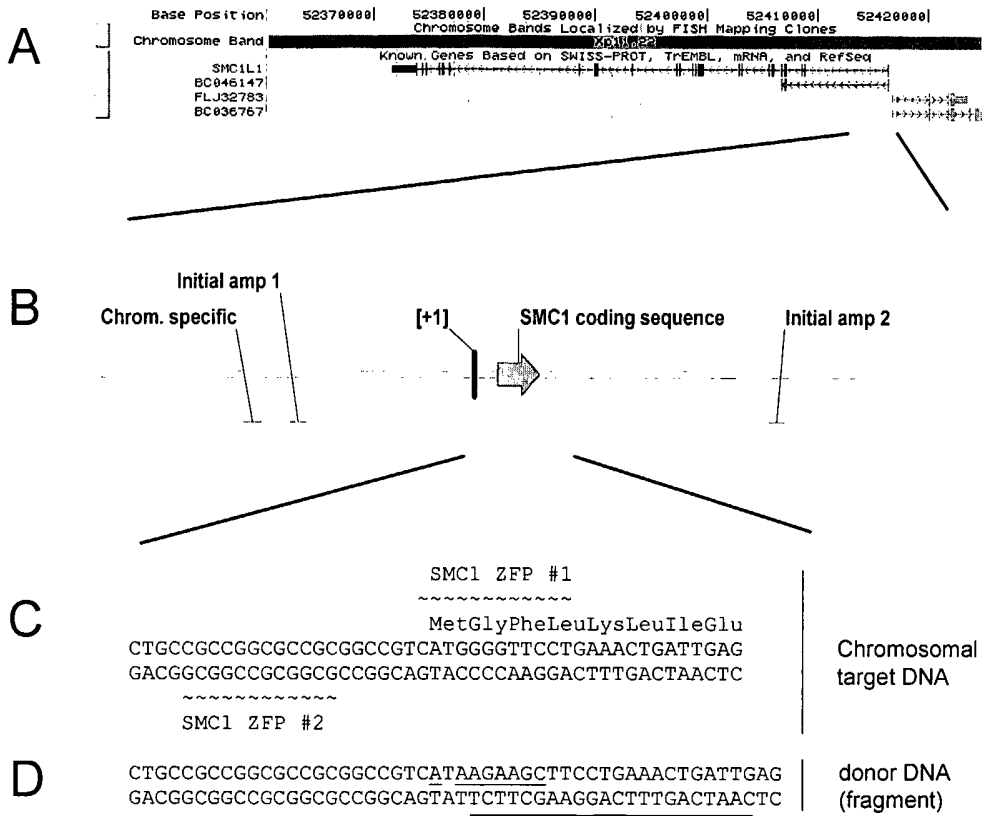 A
Base Position 52370000| 52380000| 52390000| 52400000| 52410000| 52420000|
Chromosome Bands Localized by FISH Mapping Clones
Chromosome Band Xp11.22
Known Genes Based on SWISS-PROT, TrEMBL, mRNA, and RefSeq
SMC1L1
BC046147
FLJ32783
BC036767
B
Initial amp 1
Chrom. specific [+1] SMC1 coding sequence Initial amp 2
C
SMC1 ZFP #1
~~~~~~~~~~~~
MetGlyPheLeuLysLeuIleGlu
CTGCCGCCGGCGCCGCGGCCGTCATGGGGTTCCTGAAACTGATTGAG
GACGGCGGCCGCGGCGCCGGCAGTACCCCAAGGACTTTGACTAACTC
~~~~~~~~~~~~
SMC1 ZFP #2
Chromosomal
target DNA
D
CTGCCGCCGGCGCCGCGGCCGTCATAAGAAGCTTCCTGAAACTGATTGAG
GACGGCGGCCGCGGCGCCGGCAGTATTCTTCGAAGGACTTTGACTAACTC
donor DNA
(fragment)